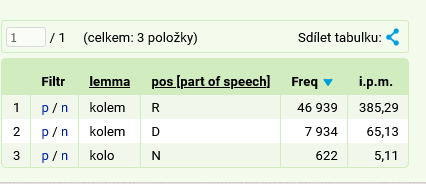 1 / 1 (celkem: 3 položky) Sdílet tabulku:
Filtr lemma pos [part of speech] Freq i.p.m.
1 p / n kolem R 46 939 385,29
2 p / n kolem D 7 934 65,13
3 p / n kolo N 622 5,11